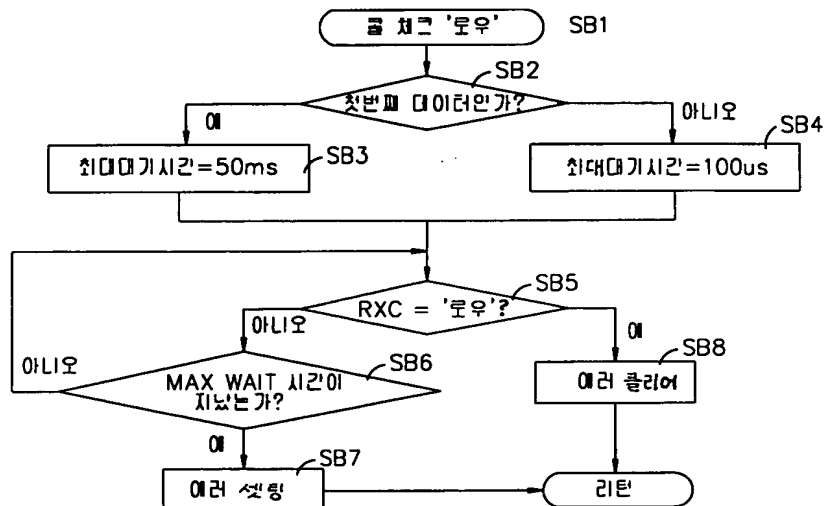 콜 체크 '로우'
SB1
SB2
첫번째 데이터인가?
예
아니오
SB3
SB4
최대대기시간=50ms
최대대기시간=100us
SB5
RXC = '로우'?
아니오
예
아니오
SB6
SB8
MAX WAIT 시간이
지났는가?
에러 클리어
예
SB7
에러 셋팅
리턴